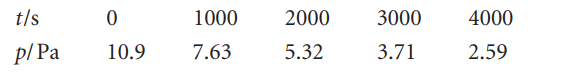 t/s 0 1000 2000 3000 4000
p/Pa 10.9 7.63 5.32 3.71 2.59